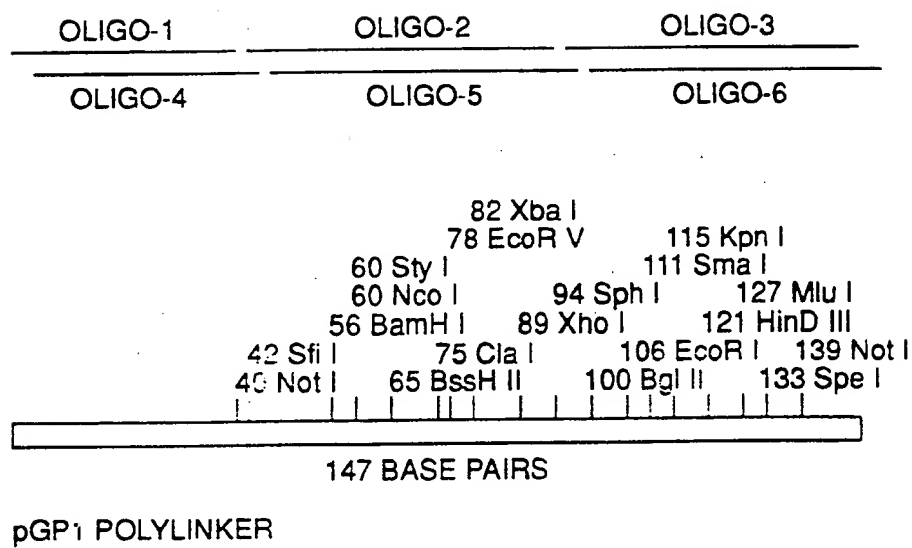 OLIGO-1 OLIGO-2 OLIGO-3
OLIGO-4 OLIGO-5 OLIGO-6
82 Xba I
78 EcoR V 115 Kpn I
60 Sty I 111 Sma I
60 Nco I 94 Sph I 127 Mlu I
56 BamH I 89 Xho I 121 HinD III
42 Sfi I 75 Cla I 106 EcoR I 139 Not I
40 Not I 65 BssH II 100 Bgl II 133 Spe I
147 BASE PAIRS
pGP1 POLYLINKER